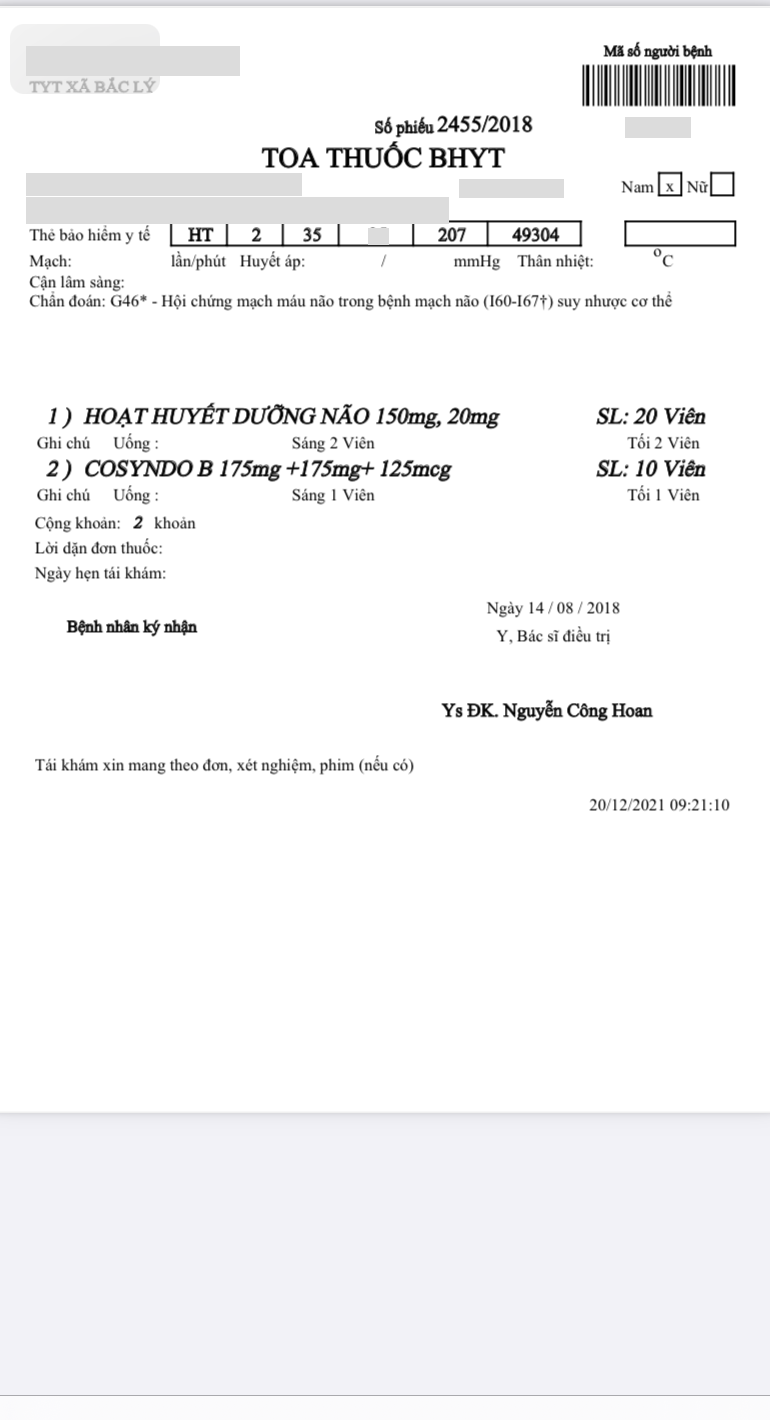 Mã số người bệnh
TYT XÃ BẮC LÝ
Số phiếu 2455/2018
TOA THUỐC BHYT
Nam x Nữ
Thẻ bảo hiểm y tế HT 2 35 207 49304
Mạch: lần/phút Huyết áp: / mmHg Thân nhiệt: °C
Cận lâm sàng:
Chẩn đoán: G46* - Hội chứng mạch máu não trong bệnh mạch não (I60-I67†) suy nhược cơ thể
1 ) HOẠT HUYẾT DƯỠNG NÃO 150mg, 20mg SL: 20 Viên
Ghi chú Uống : Sáng 2 Viên Tối 2 Viên
2 ) COSYNDO B 175mg +175mg+ 125mcg SL: 10 Viên
Ghi chú Uống : Sáng 1 Viên Tối 1 Viên
Cộng khoản: 2 khoản
Lời dặn đơn thuốc:
Ngày hẹn tái khám:
Ngày 14 / 08 / 2018
Bệnh nhân ký nhận
Y, Bác sĩ điều trị
Ys ĐK. Nguyễn Công Hoan
Tái khám xin mang theo đơn, xét nghiệm, phim (nếu có)
20/12/2021 09:21:10